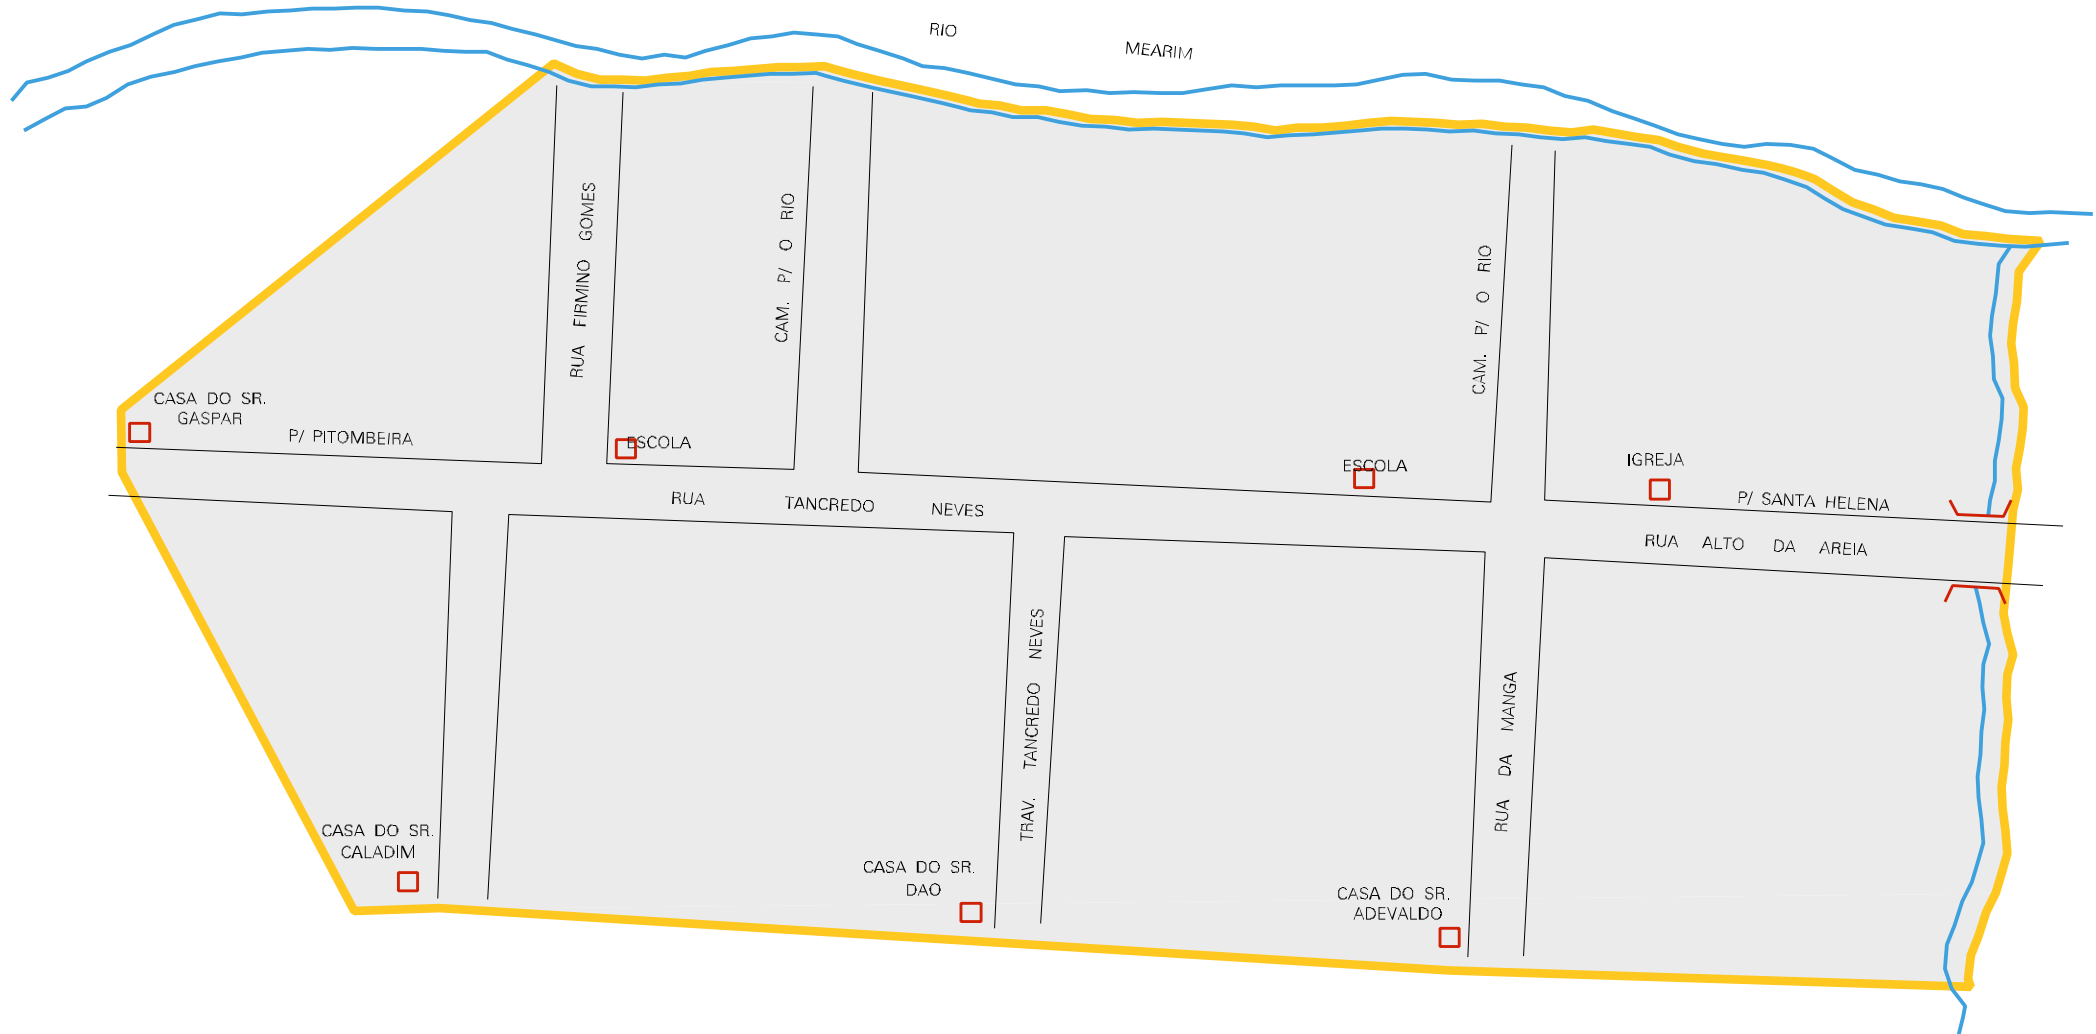 RIO MEARIM
RUA FIRMINO GOMES
CAM. P/ O RIO
CAM. P/ O RIO
CASA DO SR.
GASPAR
P/ PITOMBEIRA
ESCOLA
ESCOLA
IGREJA
P/ SANTA HELENA
RUA TANCREDO NEVES
RUA ALTO DA AREIA
TRAV. TANCREDO NEVES
RUA DA MANGA
CASA DO SR.
CALADIM
CASA DO SR.
DAO
CASA DO SR.
ADEVALDO